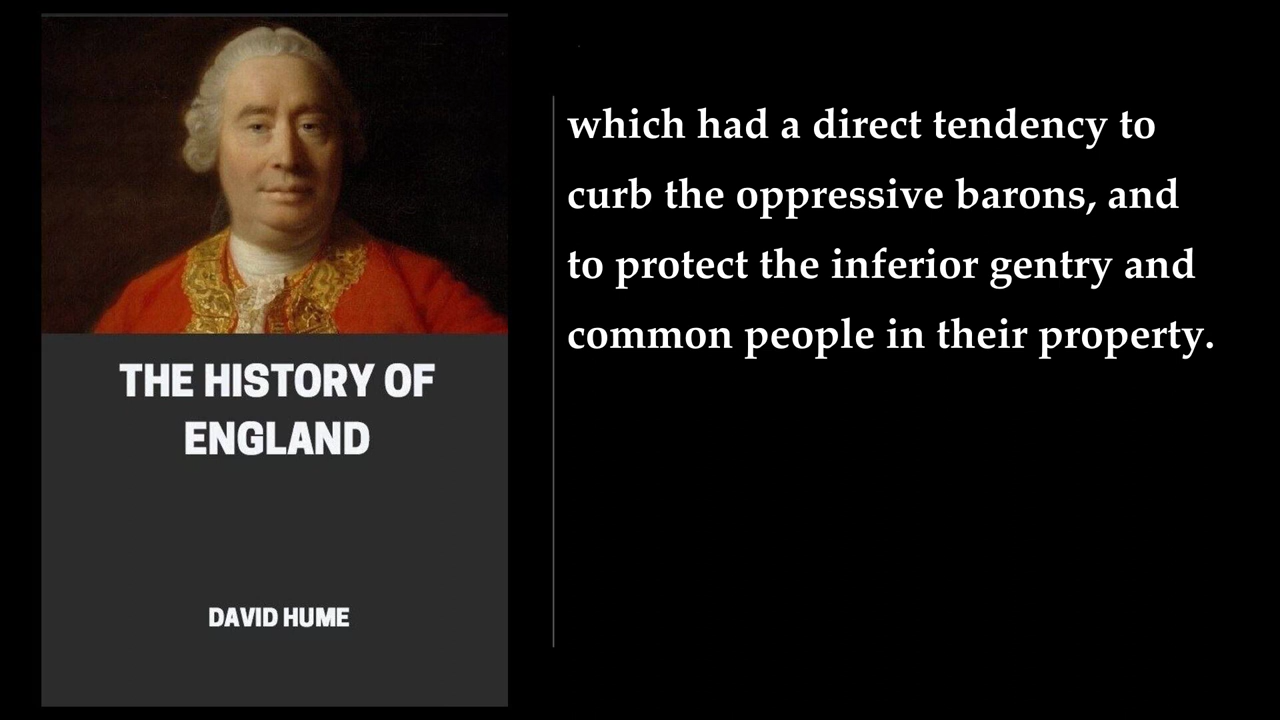 THE HISTORY OF
ENGLAND
DAVID HUME
which had a direct tendency to
curb the oppressive barons, and
to protect the inferior gentry and
common people in their property.